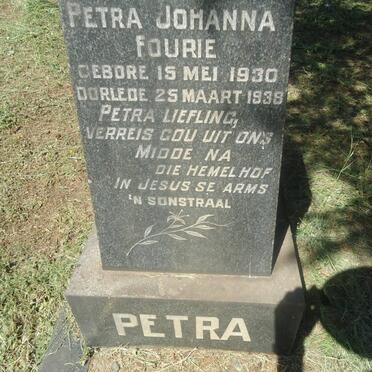 PETRA JOHANNA
FOURIE
GEBORE 15 MEI 1930
OORLEDE 25 MAART 1936
PETRA LIEFLING,
VERREIS GOU UIT ONS
MIDDE NA
DIE HEMELHOF
IN JESUS SE ARMS
'N SONSTRAAL
PETRA